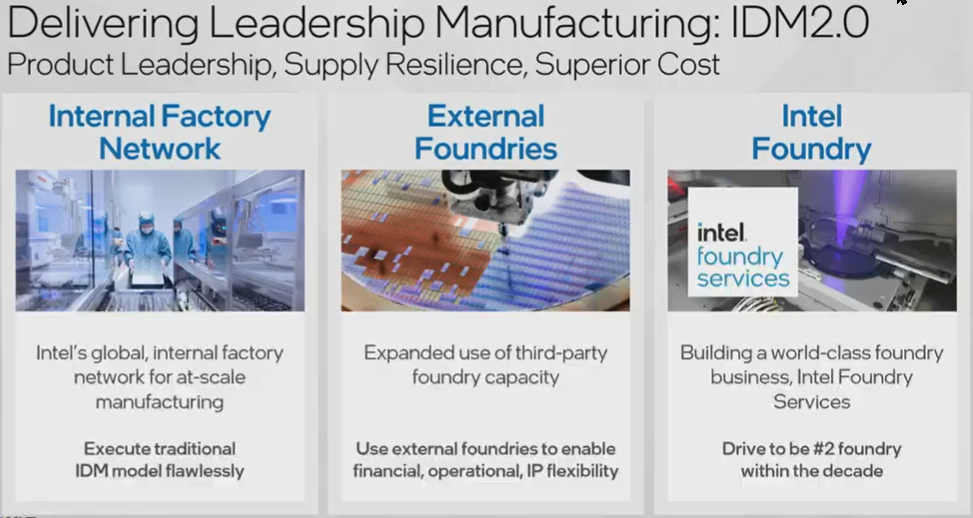 Delivering Leadership Manufacturing: IDM2.0
Product Leadership, Supply Resilience, Superior Cost
Internal Factory
Network
Intel's global, internal factory
network for at-scale
manufacturing
Execute traditional
IDM model flawlessly
External
Foundries
Expanded use of third-party
foundry capacity
Use external foundries to enable
financial, operational, IP flexibility
Intel
Foundry
intel.
foundry
services
Building a world-class foundry
business, Intel Foundry
Services
Drive to be #2 foundry
within the decade